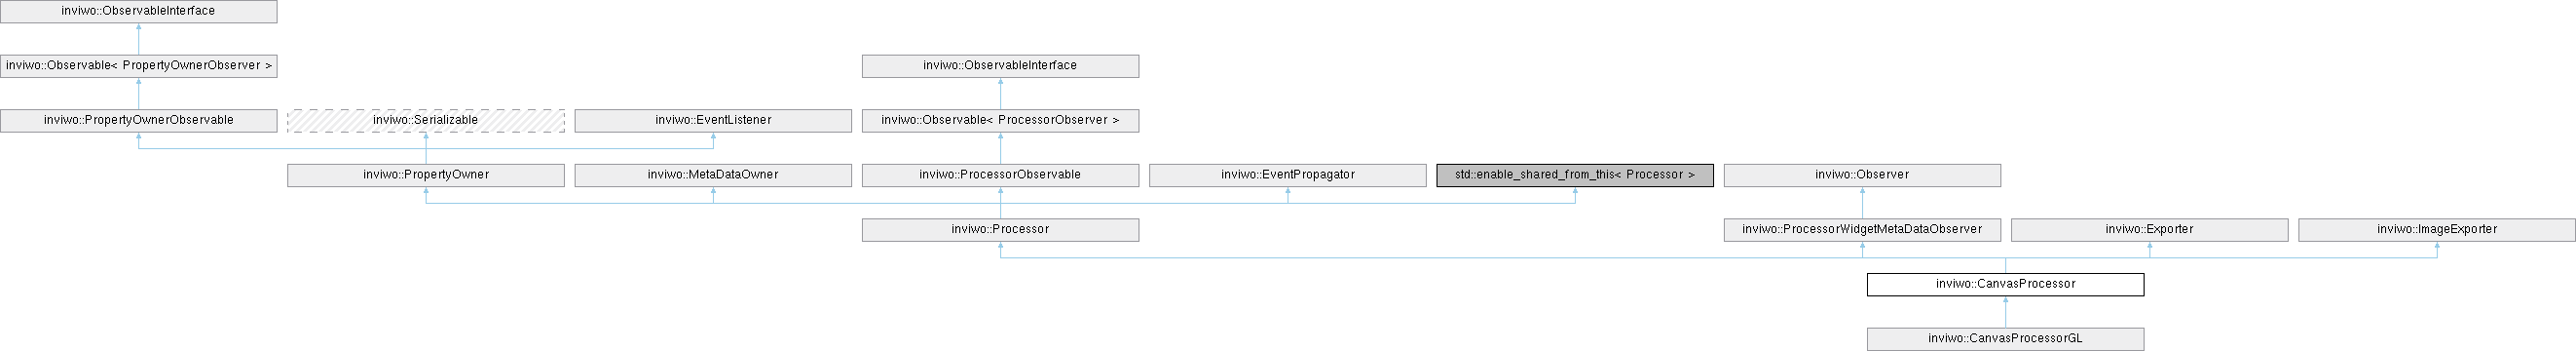 inviwo::ObservableInterface
inviwo::Observable< PropertyOwnerObserver >
inviwo::ObservableInterface
inviwo::PropertyOwnerObservable
inviwo::Serializable
inviwo::EventListener
inviwo::Observable< ProcessorObserver >
inviwo::PropertyOwner
inviwo::MetaDataOwner
inviwo::ProcessorObservable
inviwo::EventPropagator
std::enable_shared_from_this< Processor >
inviwo::Observer
inviwo::Processor
inviwo::ProcessorWidgetMetaDataObserver
inviwo::Exporter
inviwo::ImageExporter
inviwo::CanvasProcessor
inviwo::CanvasProcessorGL